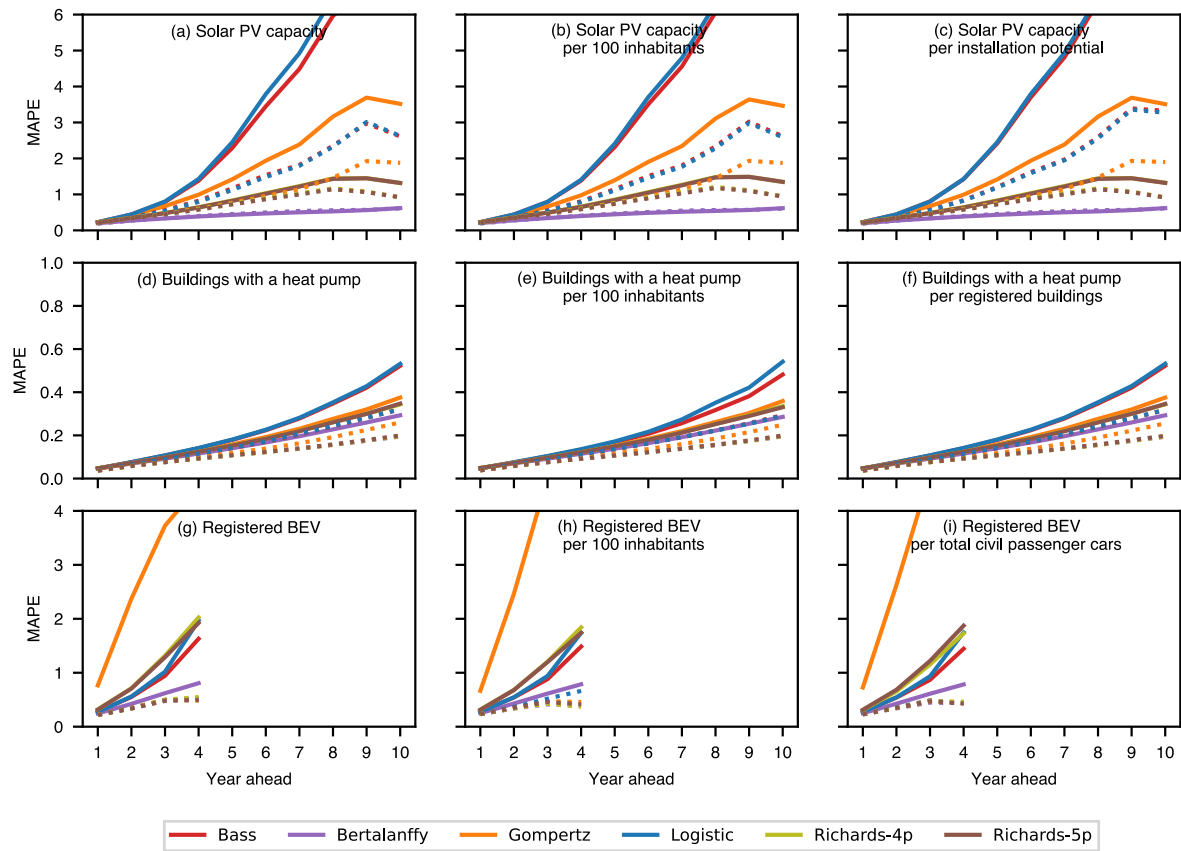 (a) Solar PV capacity
(b) Solar PV capacity
per 100 inhabitants
(c) Solar PV capacity
per installation potential
MAPE
6
5
4
3
2
1
0
(d) Buildings with a heat pump
(e) Buildings with a heat pump
per 100 inhabitants
(f) Buildings with a heat pump
per registered buildings
MAPE
1.0
0.8
0.6
0.4
0.2
0.0
(g) Registered BEV
(h) Registered BEV
per 100 inhabitants
(i) Registered BEV
per total civil passenger cars
MAPE
4
3
2
1
0
1 2 3 4 5 6 7 8 9 10
1 2 3 4 5 6 7 8 9 10
1 2 3 4 5 6 7 8 9 10
Year ahead
Year ahead
Year ahead
Bass Bertalanffy Gompertz Logistic Richards-4p Richards-5p